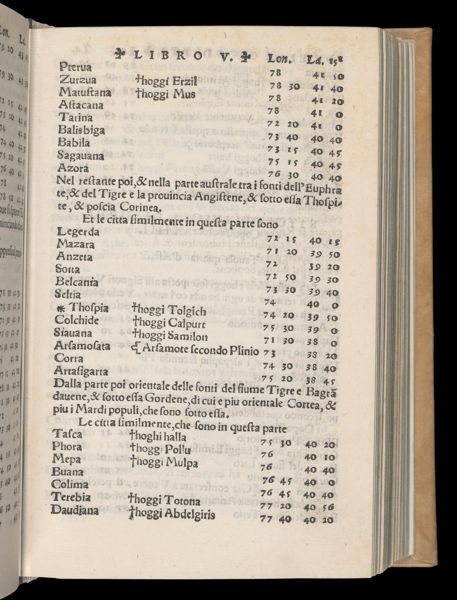 ✣ LIBRO V. ✣ Lon. La. 15ᴿ
Pterua 78 41 50
Zurzua †hoggi Erzil 78 30 41 40
Matustana †hoggi Mus 78 41 20
Astacana 78 41 0
Tarina 72 20 41 0
Balisbiga 73 40 40 40
Babila 73 15 40 45
Sagauana 75 15 40 45
Azora 76 30 40 40
Nel restante poi,& nella parte australe tra i fonti dell'Euphra
te,& del Tigre e la prouincia Angistene, & sotto essa Thospi-
te, & poscia Corinea.
Et le citta similmente in questa parte sono
Legerda 72 15 40 15
Mazara 71 20 39 50
Anzeta 72 39 20
Soita 72 50 39 30
Belcania 73 30 39 40
Seltia 74 40 0
Thospia †hoggi Tolgich 74 20 39 50
Colchide †hoggi Calpurt 75 30 39 0
Siauana †hoggi Samilon 71 30 38 0
Arsamosata Arsamote secondo Plinio 73 38 20
Corra 74 30 38 40
Artasigarta 75 20 38 45
Dalla parte poi orientale delle fonti del fiume Tigre e Bagrā
dauene, & sotto essa Gordene, di cui e piu orientale Cortea, &
piu i Mardi populi, che sono sotto essa.
Le citta similmente, che sono in questa parte
Tasca †hoghi halla 75 30 40 20
Phora †hoggi Pollu 76 40 10
Mepa †hoggi Mulpa 76 40 40
Buana 76 45 40 0
Colima 76 45 40 40
Terebia †hoggi Totona 77 20 40 56
Daudiana †hoggi Abdelgiris 77 40 40 20